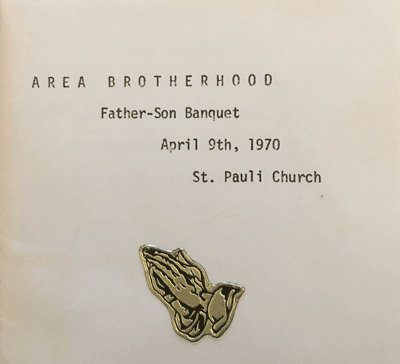 AREA BROTHERHOOD
Father-Son Banquet
April 9th, 1970
St. Pauli Church